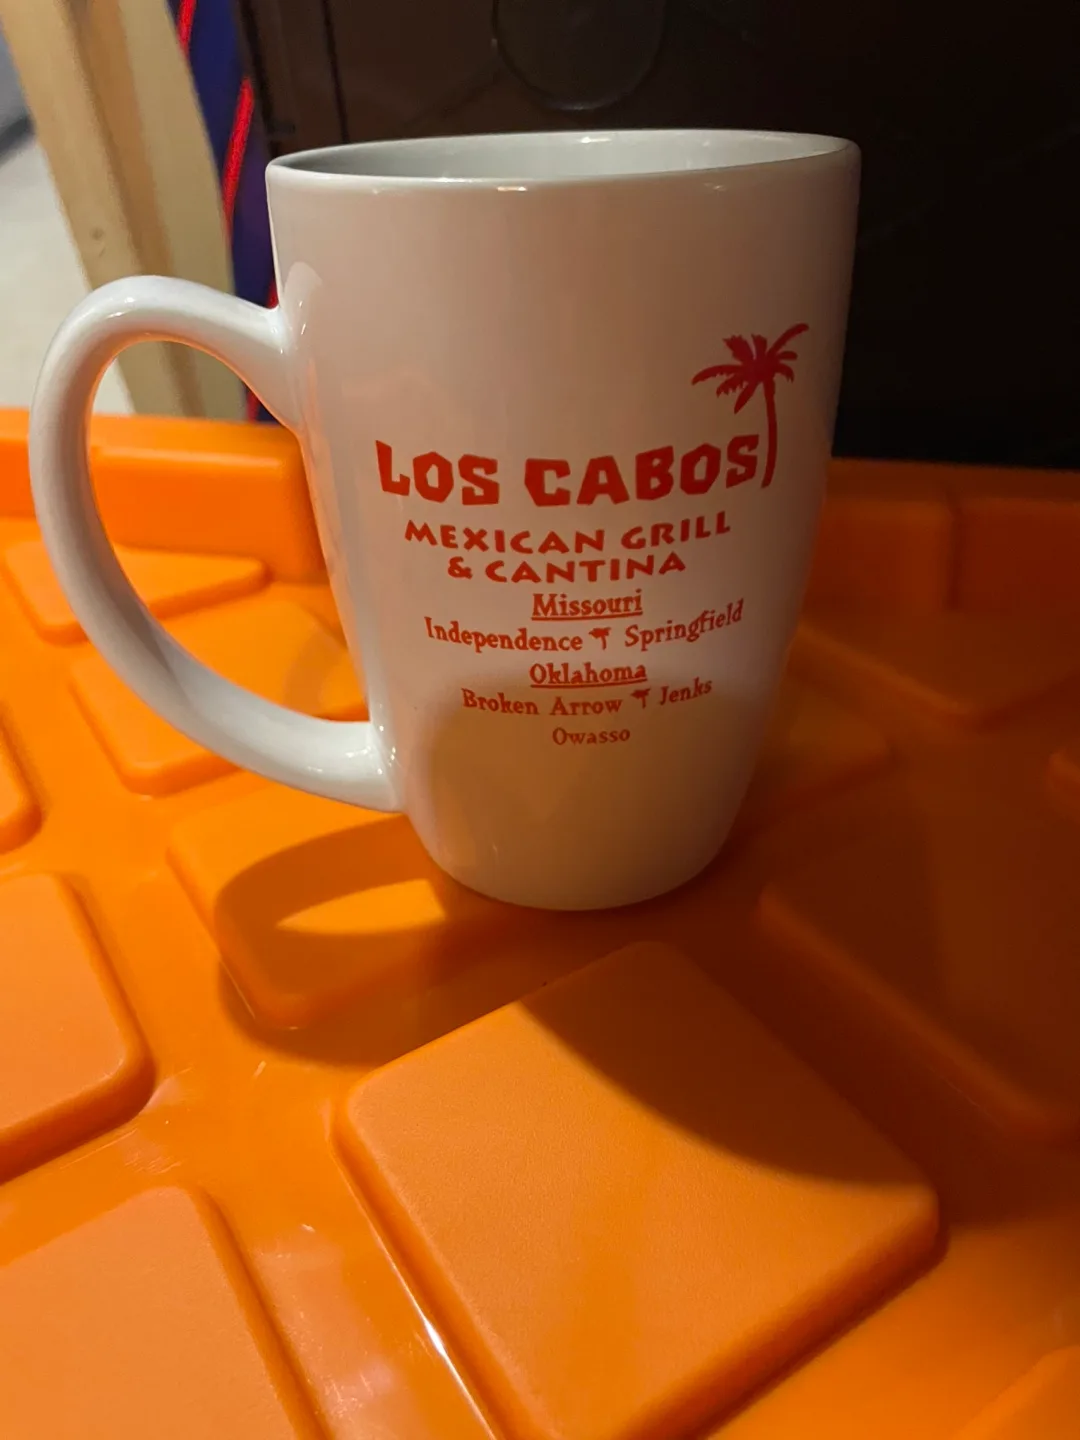 LOS CABOS
MEXICAN GRILL
& CANTINA
Missouri
Independence Springfield
Oklahoma
Broken Arrow Jenks
Owasso